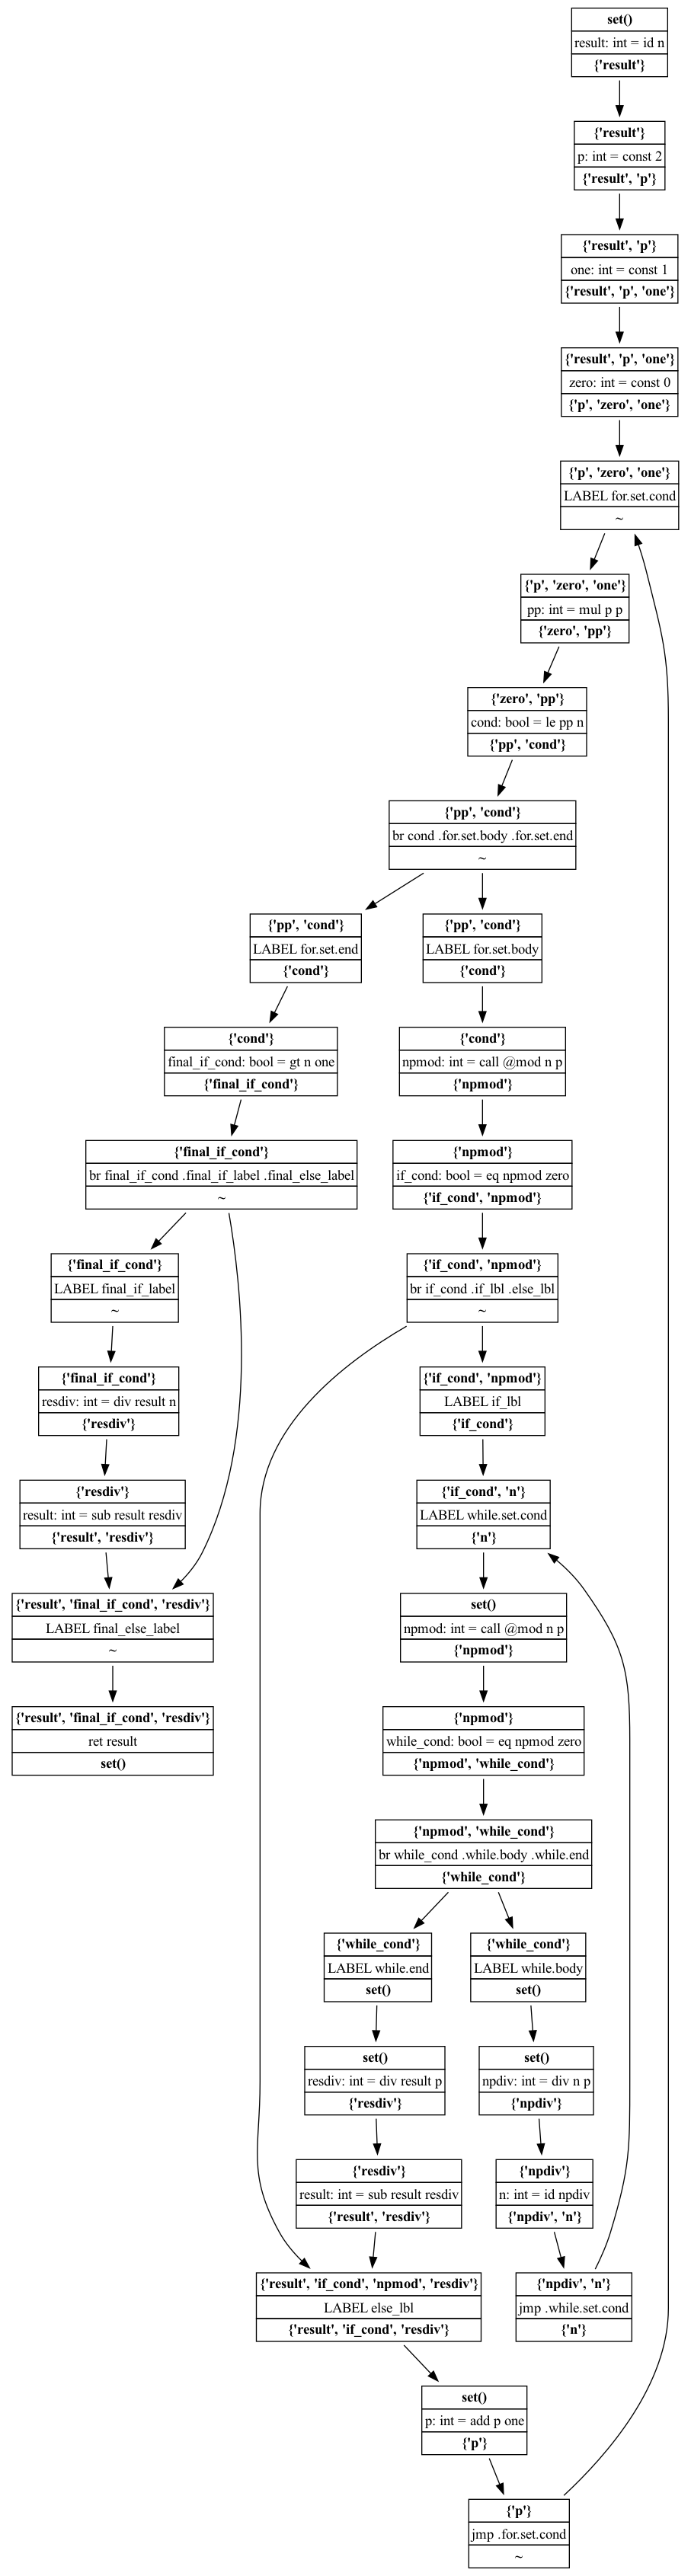 set()
result: int = id n
{'result'}
{'result'}
p: int = const 2
{'result', 'p'}
{'result', 'p'}
one: int = const 1
{'result', 'p', 'one'}
{'result', 'p', 'one'}
zero: int = const 0
{'p', 'zero', 'one'}
{'p', 'zero', 'one'}
LABEL for.set.cond
~
{'p', 'zero', 'one'}
pp: int = mul p p
{'zero', 'pp'}
{'zero', 'pp'}
cond: bool = le pp n
{'pp', 'cond'}
{'pp', 'cond'}
br cond .for.set.body .for.set.end
~
{'pp', 'cond'}
LABEL for.set.end
{'cond'}
{'pp', 'cond'}
LABEL for.set.body
{'cond'}
{'cond'}
final_if_cond: bool = gt n one
{'final_if_cond'}
{'cond'}
npmod: int = call @mod n p
{'npmod'}
{'final_if_cond'}
br final_if_cond .final_if_label .final_else_label
~
{'npmod'}
if_cond: bool = eq npmod zero
{'if_cond', 'npmod'}
{'final_if_cond'}
LABEL final_if_label
~
{'if_cond', 'npmod'}
br if_cond .if_lbl .else_lbl
~
{'final_if_cond'}
resdiv: int = div result n
{'resdiv'}
{'if_cond', 'npmod'}
LABEL if_lbl
{'if_cond'}
{'resdiv'}
result: int = sub result resdiv
{'result', 'resdiv'}
{'if_cond', 'n'}
LABEL while.set.cond
{'n'}
{'result', 'final_if_cond', 'resdiv'}
LABEL final_else_label
~
set()
npmod: int = call @mod n p
{'npmod'}
{'result', 'final_if_cond', 'resdiv'}
ret result
set()
{'npmod'}
while_cond: bool = eq npmod zero
{'npmod', 'while_cond'}
{'npmod', 'while_cond'}
br while_cond .while.body .while.end
{'while_cond'}
{'while_cond'}
LABEL while.end
set()
{'while_cond'}
LABEL while.body
set()
set()
resdiv: int = div result p
{'resdiv'}
set()
npdiv: int = div n p
{'npdiv'}
{'resdiv'}
result: int = sub result resdiv
{'result', 'resdiv'}
{'npdiv'}
n: int = id npdiv
{'npdiv', 'n'}
{'result', 'if_cond', 'npmod', 'resdiv'}
LABEL else_lbl
{'result', 'if_cond', 'resdiv'}
{'npdiv', 'n'}
jmp .while.set.cond
{'n'}
set()
p: int = add p one
{'p'}
{'p'}
jmp .for.set.cond
~